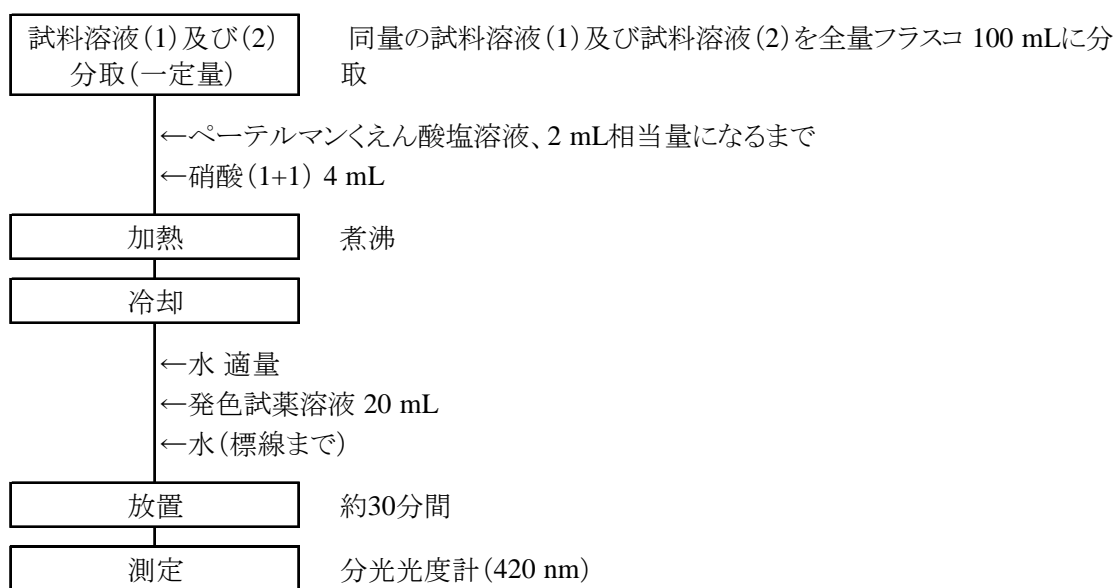 試料溶液(1)及び(2)
分取(一定量)
同量の試料溶液(1)及び試料溶液(2)を全量フラスコ 100 mLに分
取
←ペーテルマンくえん酸塩溶液、2 mL相当量になるまで
←硝酸(1+1) 4 mL
加熱
煮沸
冷却
←水 適量
←発色試薬溶液 20 mL
←水(標線まで)
放置
約30分間
測定
分光光度計(420 nm)